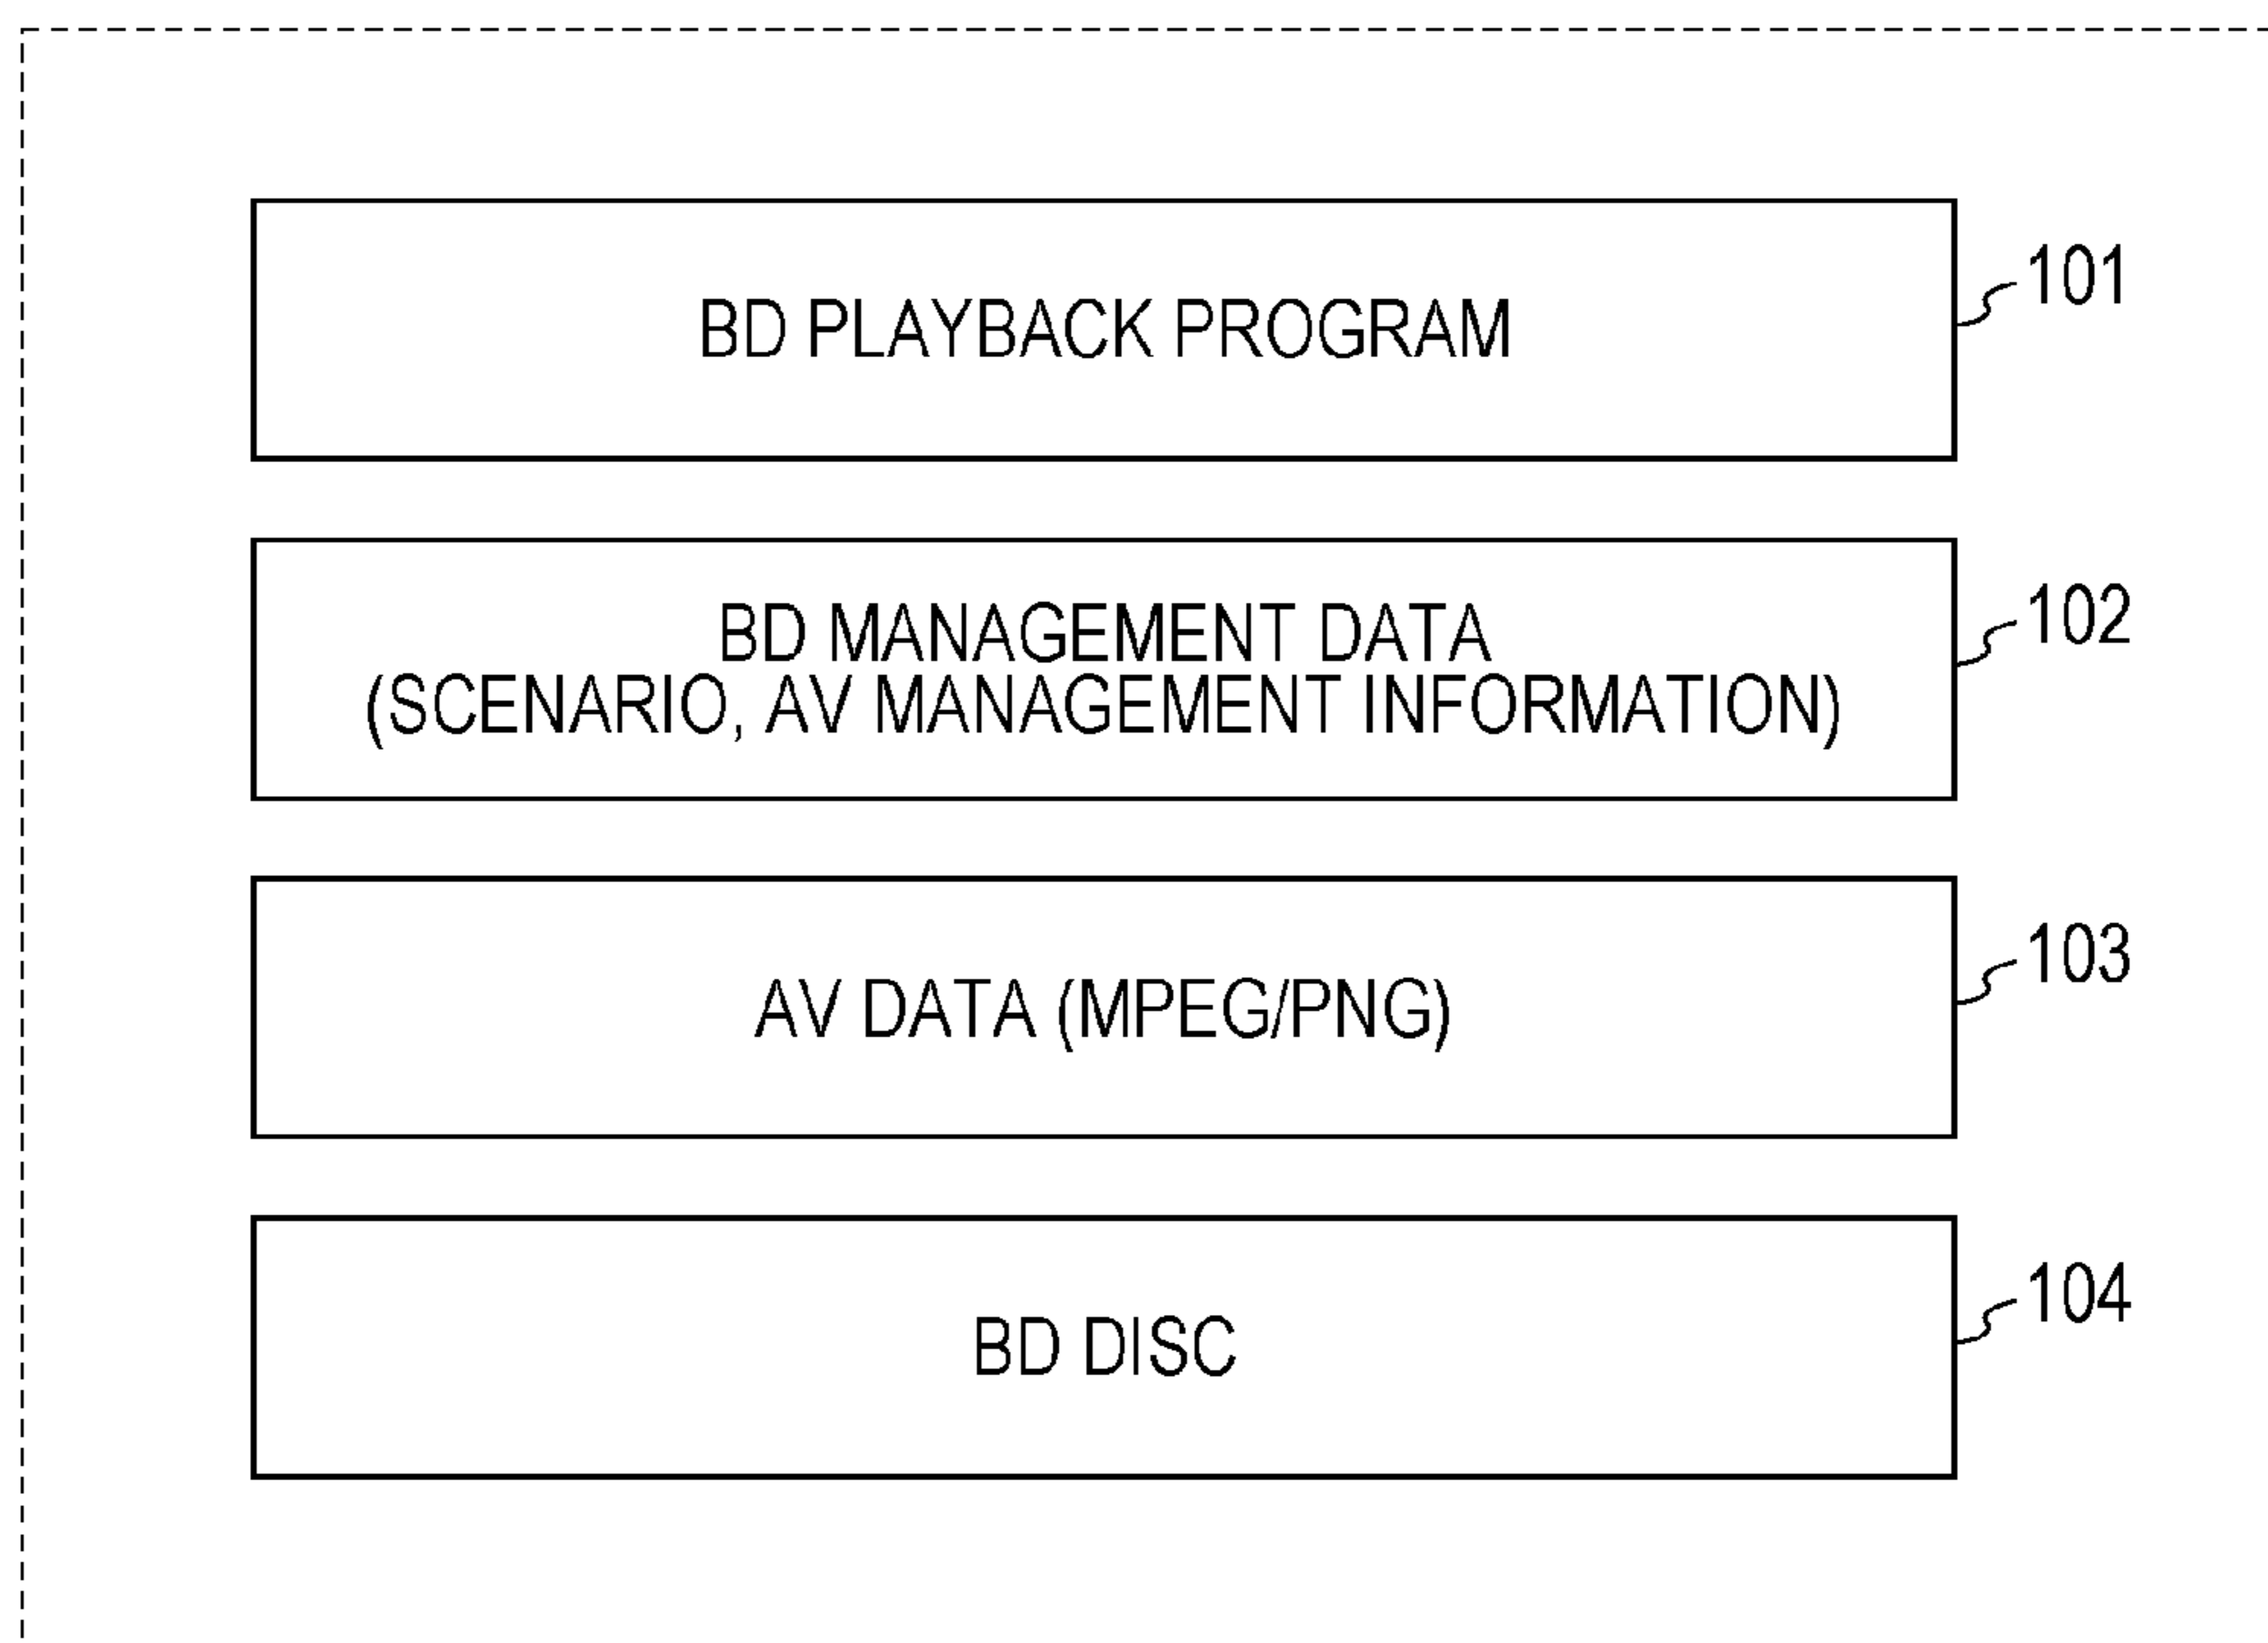 BD PLAYBACK PROGRAM
101
BD MANAGEMENT DATA
(SCENARIO, AV MANAGEMENT INFORMATION)
102
AV DATA (MPEG/PNG)
103
BD DISC
104